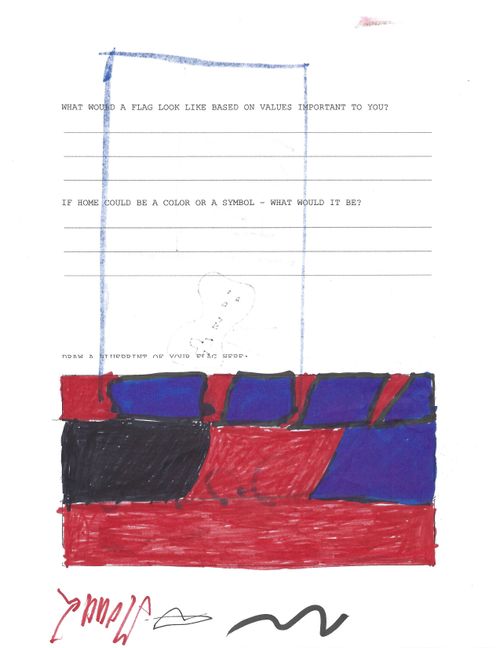 WHAT WOULD A FLAG LOOK LIKE BASED ON VALUES IMPORTANT TO YOU?
IF HOME COULD BE A COLOR OR A SYMBOL – WHAT WOULD IT BE?
DRAW A BLUEPRINT OF YOUR FLAG HERE: